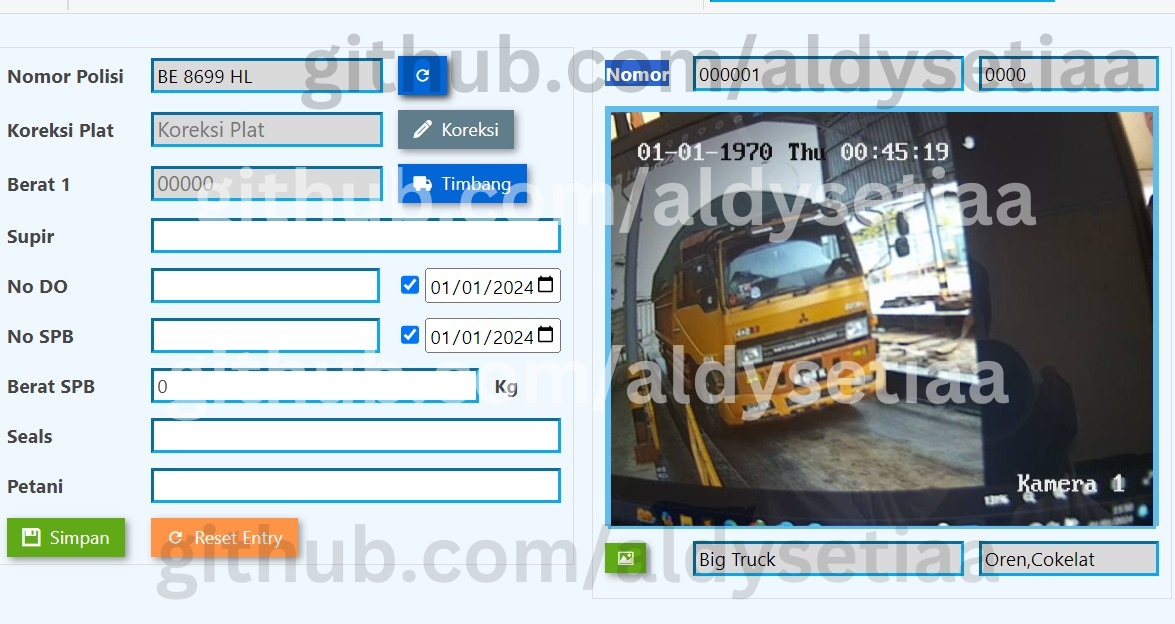 Nomor Polisi
BE 8699 HL
Koreksi Plat
Koreksi Plat
Koreksi
Berat 1
00000
Timbang
Supir
No DO
01/01/2024
No SPB
01/01/2024
Berat SPB
0
Kg
Seals
Petani
Simpan
Reset Entry
Nomor
000001
0000
01-01-1970 Thu 00:45:19
Kamera 1
Big Truck
Oren,Cokelat
github.com/aldysetiaa
github.com/aldysetiaa
github.com/aldysetiaa
github.com/aldysetiaa